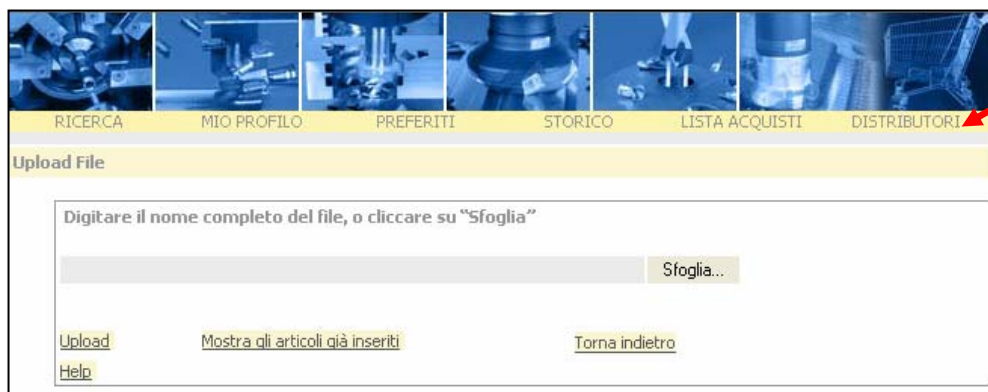 RICERCA MIO PROFILO PREFERITI STORICO LISTA ACQUISTI DISTRIBUTORI
Upload File
Digitare il nome completo del file, o cliccare su “Sfoglia”
Sfoglia...
Upload Mostra gli articoli già inseriti Torna indietro
Help